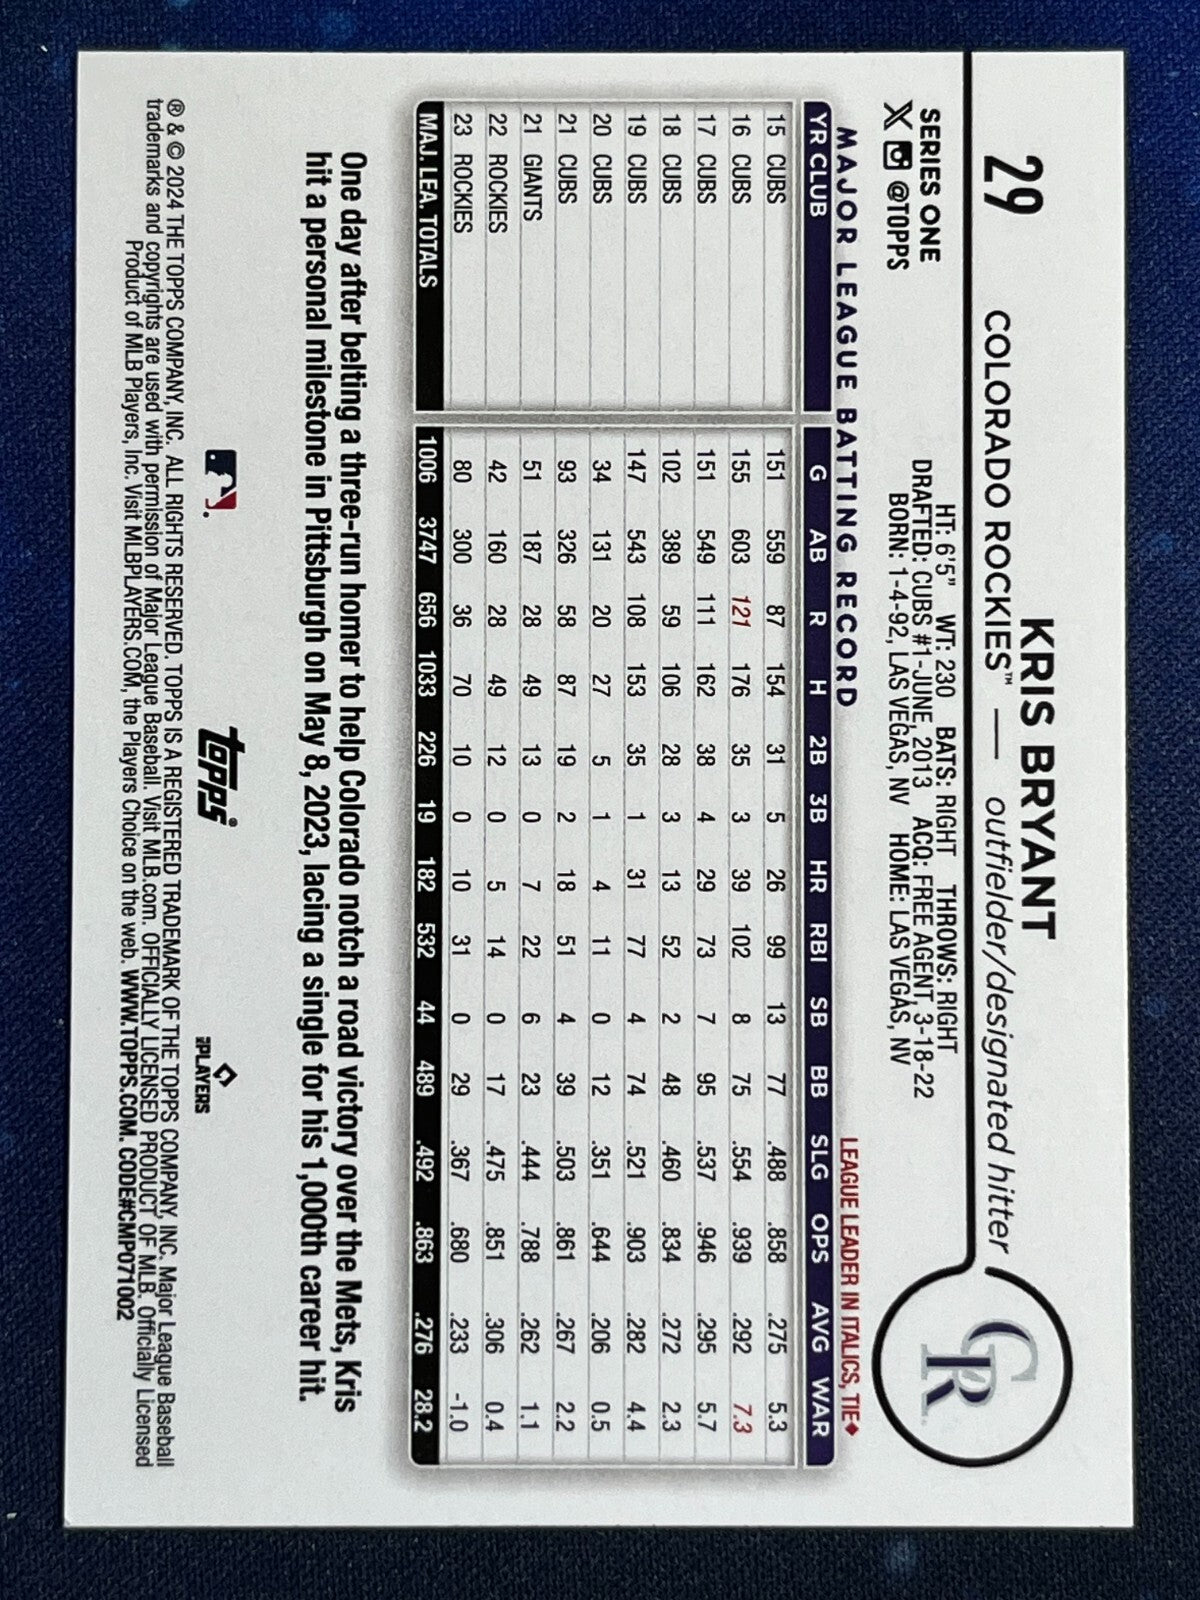 29
KRIS BRYANT
COLORADO ROCKIES™ — outfielder/designated hitter
CR
SERIES ONE
X @TOPPS
HT: 6'5" WT: 230 BATS: RIGHT THROWS: RIGHT
DRAFTED: CUBS #1-JUNE, 2013 ACQ: FREE AGENT, 3-18-22
BORN: 1-4-92, LAS VEGAS, NV HOME: LAS VEGAS, NV
MAJOR LEAGUE BATTING RECORD LEAGUE LEADER IN ITALICS, TIE♦
YR CLUB G AB R H 2B 3B HR RBI SB BB SLG OPS AVG WAR
15 CUBS 151 559 87 154 31 5 26 99 13 77 .488 .858 .275 5.3
16 CUBS 155 603 121 176 35 3 39 102 8 75 .554 .939 .292 7.3
17 CUBS 151 549 111 162 38 4 29 73 7 95 .537 .946 .295 5.7
18 CUBS 102 389 59 106 28 3 13 52 2 48 .460 .834 .272 2.3
19 CUBS 147 543 108 153 35 1 31 77 4 74 .521 .903 .282 4.4
20 CUBS 34 131 20 27 5 1 4 11 0 12 .351 .644 .206 0.5
21 CUBS 93 326 58 87 19 2 18 51 4 39 .503 .861 .267 2.2
21 GIANTS 51 187 28 49 13 0 7 22 6 23 .444 .788 .262 1.1
22 ROCKIES 42 160 28 49 12 0 5 14 0 17 .475 .851 .306 0.4
23 ROCKIES 80 300 36 70 10 0 10 31 0 29 .367 .680 .233 -1.0
MAJ. LEA. TOTALS 1006 3747 656 1033 226 19 182 532 44 489 .492 .863 .276 28.2
One day after belting a three-run homer to help Colorado notch a road victory over the Mets, Kris
hit a personal milestone in Pittsburgh on May 8, 2023, lacing a single for his 1,000th career hit.
topps®
PLAYERS
® & © 2024 THE TOPPS COMPANY, INC. ALL RIGHTS RESERVED. TOPPS IS A REGISTERED TRADEMARK OF THE TOPPS COMPANY, INC. Major League Baseball
trademarks and copyrights are used with permission of Major League Baseball. Visit MLB.com. OFFICIALLY LICENSED PRODUCT OF MLB. Officially Licensed
Product of MLB Players, Inc. Visit MLBPLAYERS.COM, the Players Choice on the web. WWW.TOPPS.COM. CODE#CMP071002